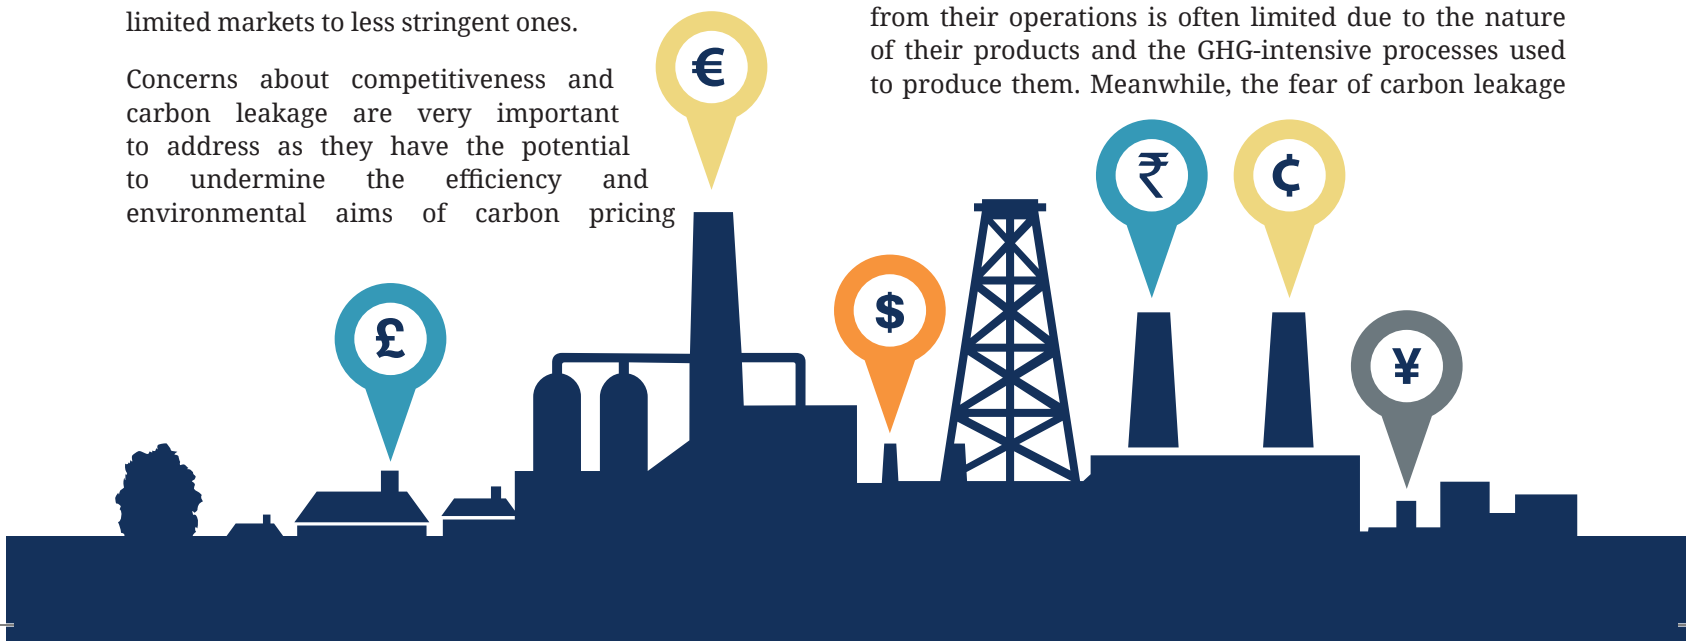 limited markets to less stringent ones.
Concerns about competitiveness and
carbon leakage are very important
to address as they have the potential
to undermine the efficiency and
environmental aims of carbon pricing
from their operations is often limited due to the nature
of their products and the GHG-intensive processes used
to produce them. Meanwhile, the fear of carbon leakage
€
₹
¢
£
$
¥